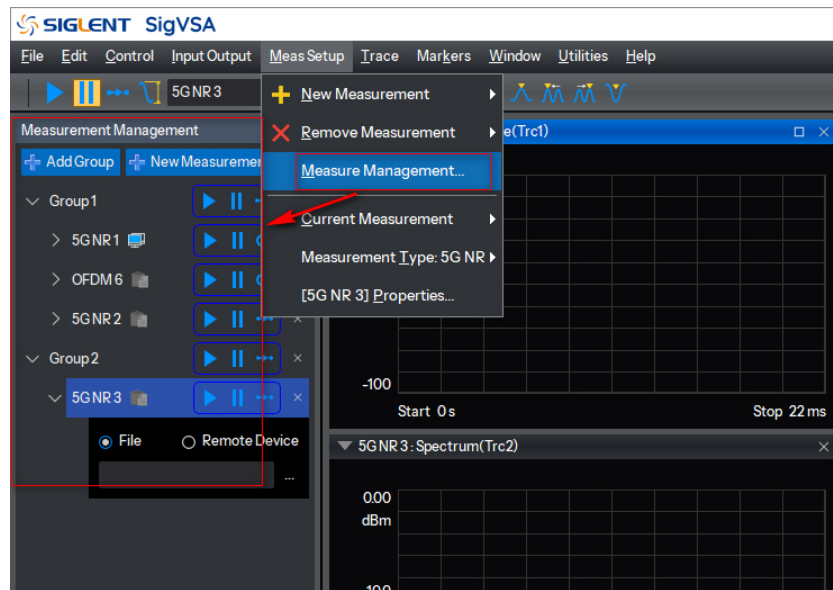 SIGLENT SigVSA
File Edit Control Input Output Meas Setup Trace Markers Window Utilities Help
5G NR 3
New Measurement
Remove Measurement
Measure Management...
Current Measurement
Measurement Type: 5G NR
[5G NR 3] Properties...
Measurement Management
Add Group New Measuremen
Group1
5G NR 1
OFDM 6
5G NR 2
Group2
5G NR 3
File Remote Device
...
e(Trc1)
-100
Start 0 s Stop 22 ms
5G NR 3 : Spectrum(Trc2)
0.00
dBm